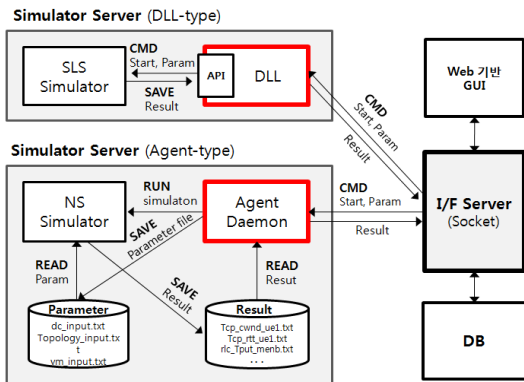 Simulator Server (DLL-type)
SLS
Simulator
CMD
Start, Param
SAVE
Result
API
DLL
CMD
Start, Param
Result
Web 기반
GUI
Simulator Server (Agent-type)
NS
Simulator
RUN
simulaton
SAVE
Parameter file
Agent
Daemon
CMD
Start, Param
Result
I/F Server
(Socket)
READ
Param
SAVE
Result
READ
Resut
Parameter
dc_input.txt
Topology_input.tx
t
vm_input.txt
Result
Tcp_cwnd_ue1.txt
Tcp_rtt_ue1.txt
rlc_Tput_menb.txt
...
DB